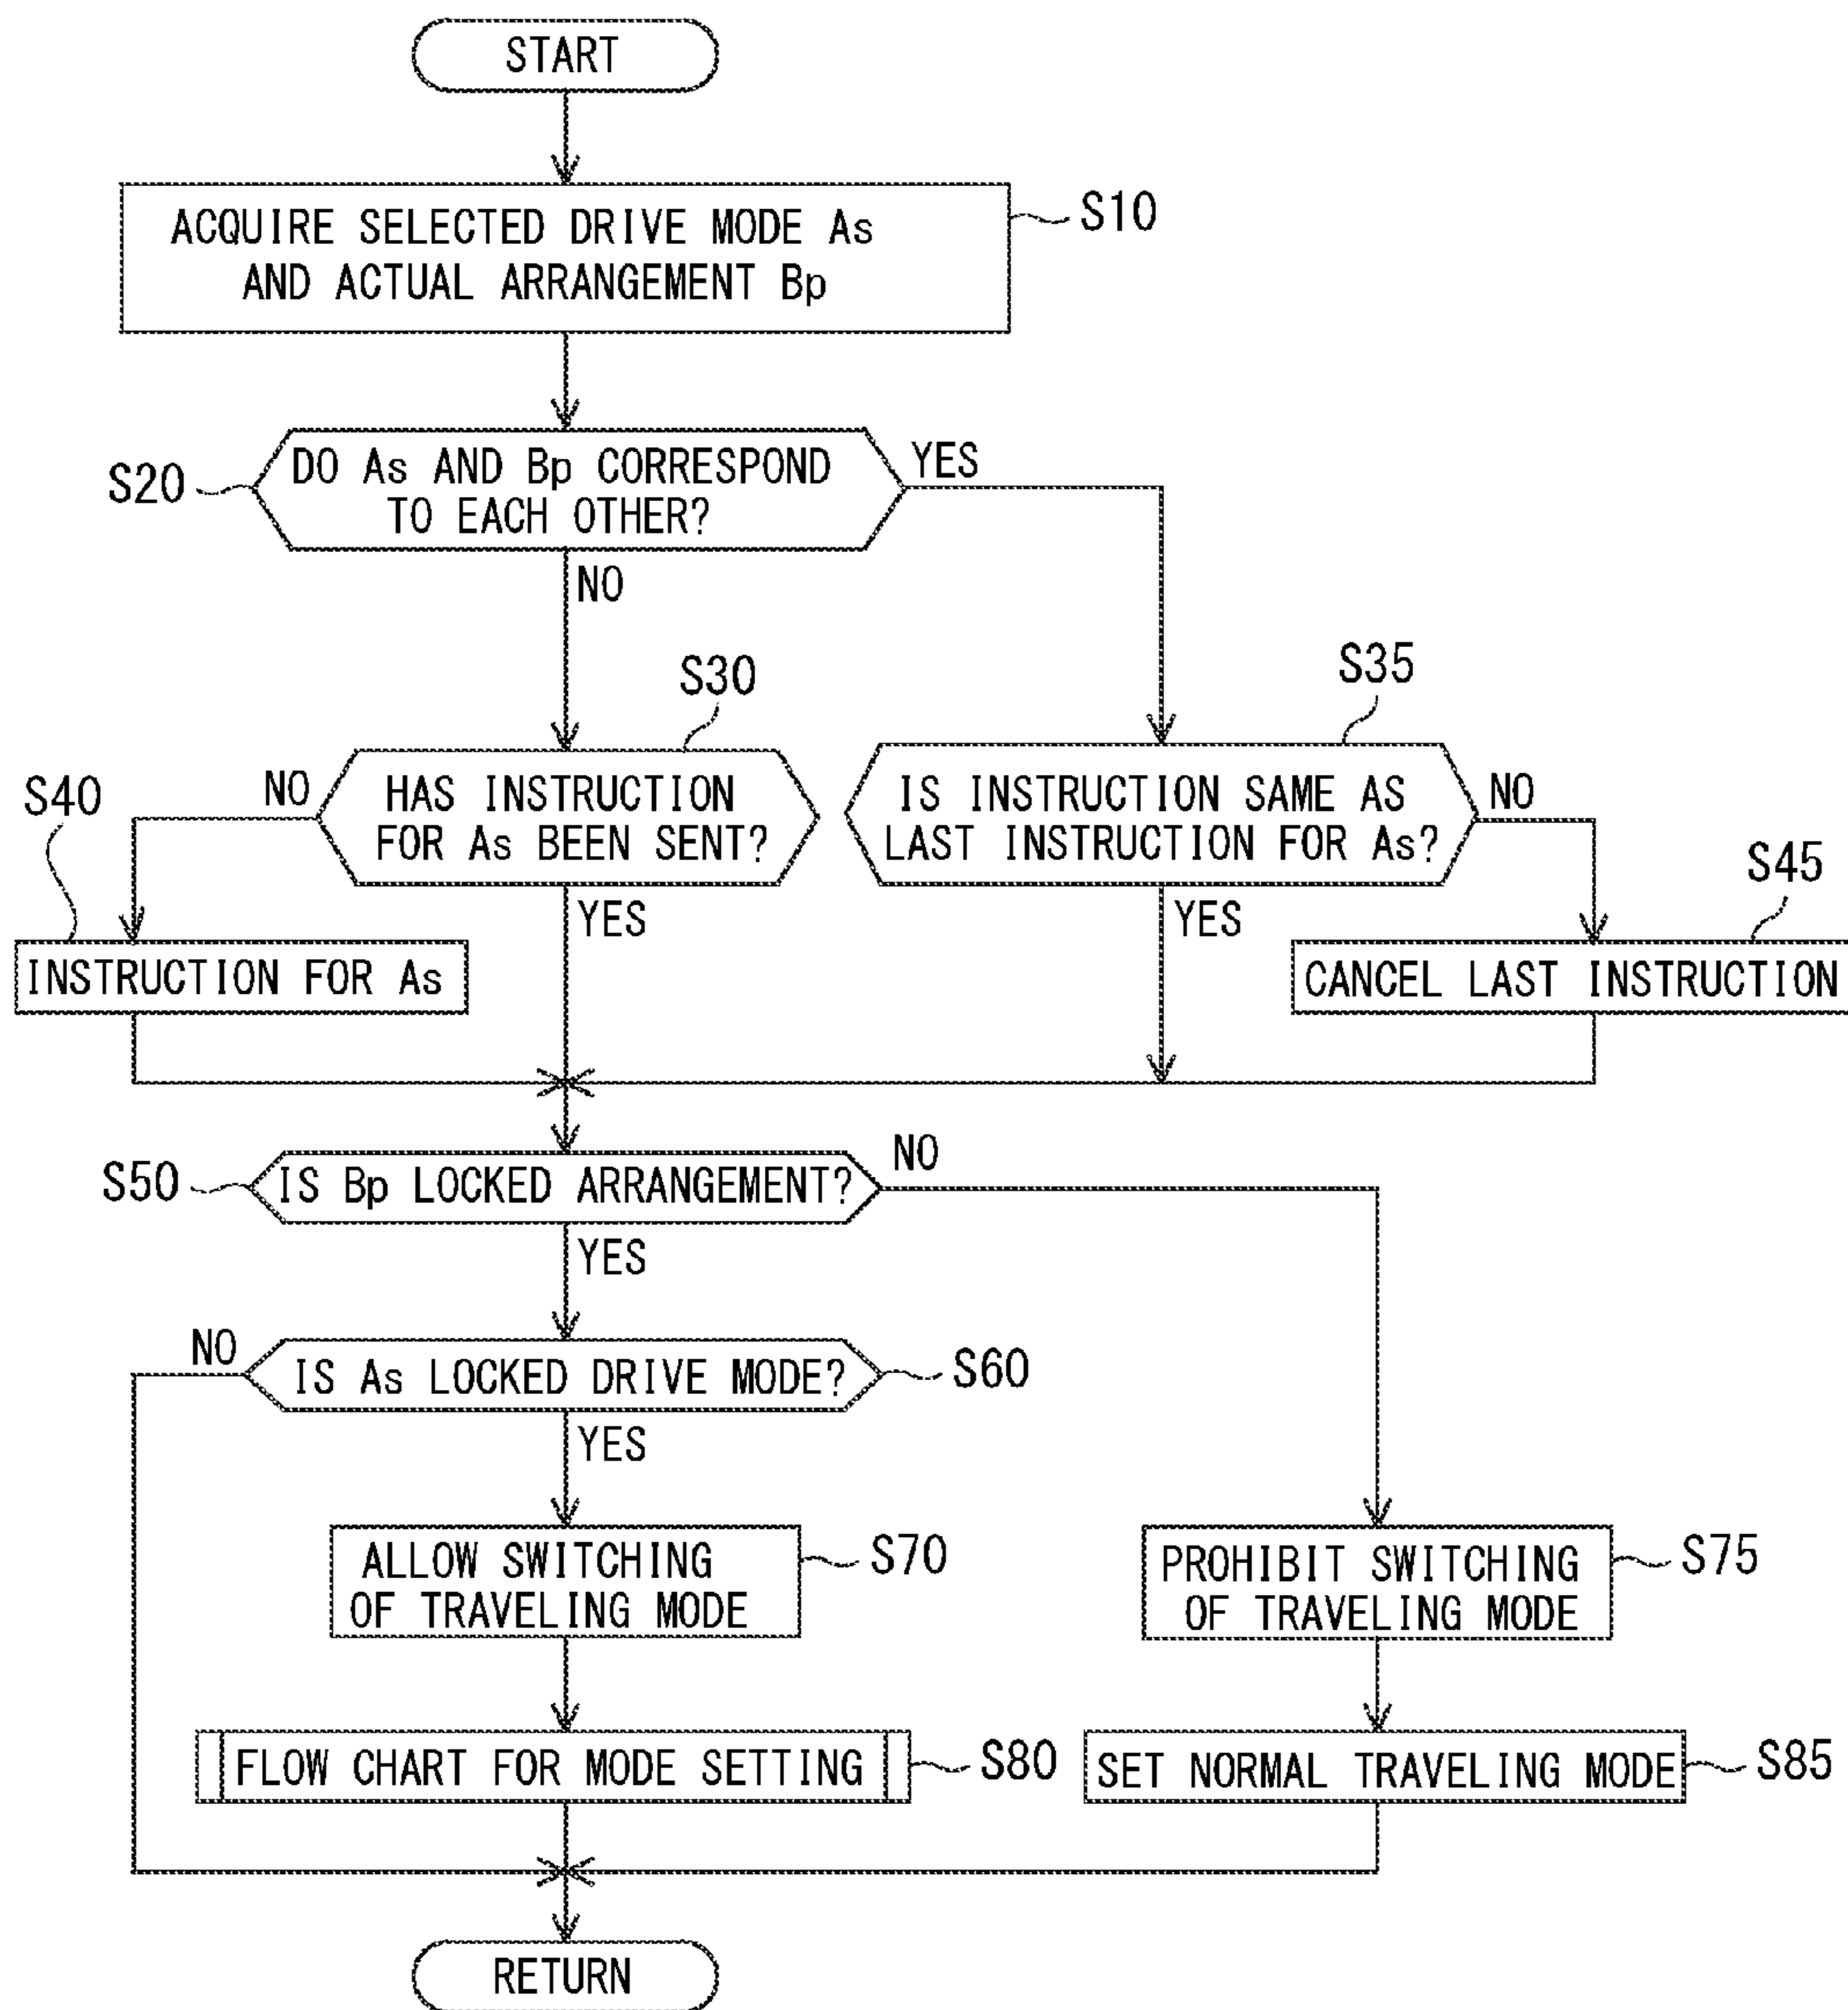 START
ACQUIRE SELECTED DRIVE MODE As
AND ACTUAL ARRANGEMENT Bp
S10
S20
DO As AND Bp CORRESPOND
TO EACH OTHER?
YES
NO
S30
S35
S40
NO
HAS INSTRUCTION
FOR As BEEN SENT?
IS INSTRUCTION SAME AS
LAST INSTRUCTION FOR As?
NO
S45
YES
YES
INSTRUCTION FOR As
CANCEL LAST INSTRUCTION
S50
IS Bp LOCKED ARRANGEMENT?
NO
YES
NO
IS As LOCKED DRIVE MODE?
S60
YES
ALLOW SWITCHING
OF TRAVELING MODE
S70
PROHIBIT SWITCHING
OF TRAVELING MODE
S75
FLOW CHART FOR MODE SETTING
S80
SET NORMAL TRAVELING MODE
S85
RETURN